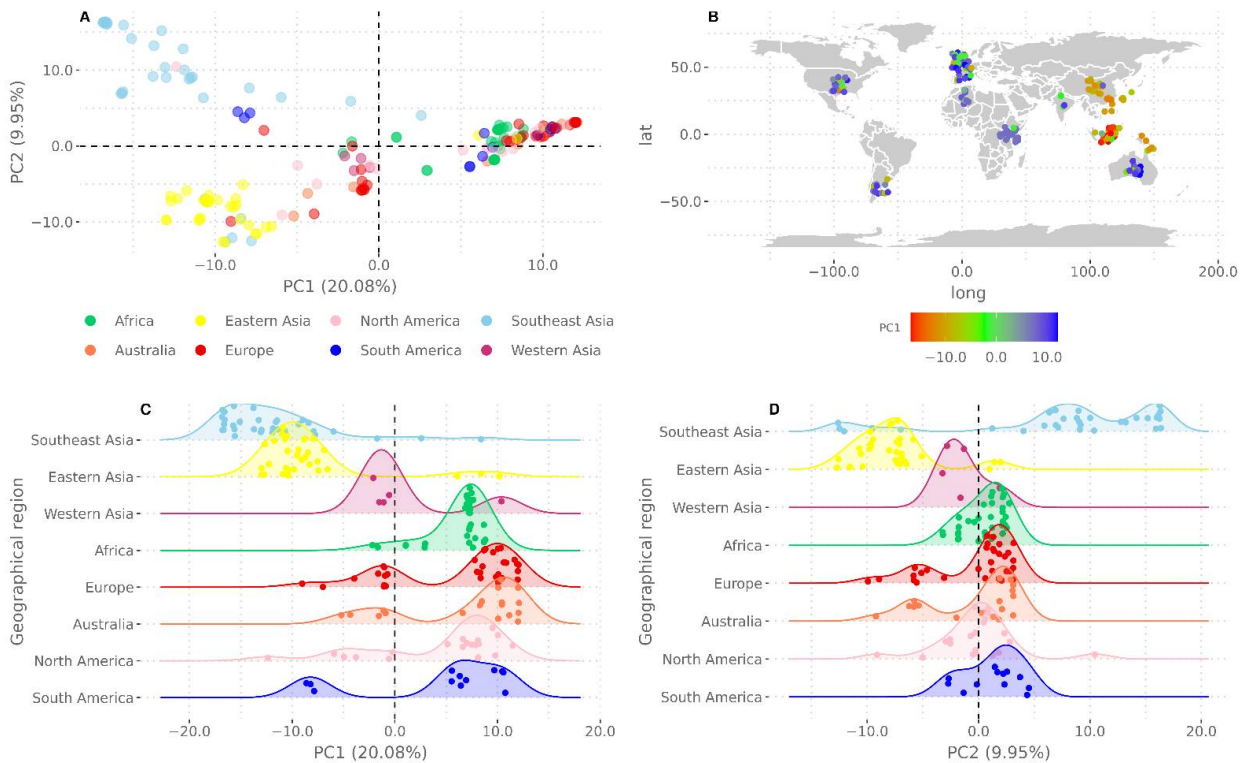 A
PC2 (9.95%)
10.0
0.0
−10.0
−10.0 0.0 10.0
PC1 (20.08%)
Africa Eastern Asia North America Southeast Asia
Australia Europe South America Western Asia
B
lat
50.0
0.0
−50.0
−100.0 0.0 100.0 200.0
long
PC1
−10.0 0.0 10.0
C
Geographical region
Southeast Asia
Eastern Asia
Western Asia
Africa
Europe
Australia
North America
South America
−20.0 −10.0 0.0 10.0 20.0
PC1 (20.08%)
D
Geographical region
Southeast Asia
Eastern Asia
Western Asia
Africa
Europe
Australia
North America
South America
−10.0 0.0 10.0 20.0
PC2 (9.95%)